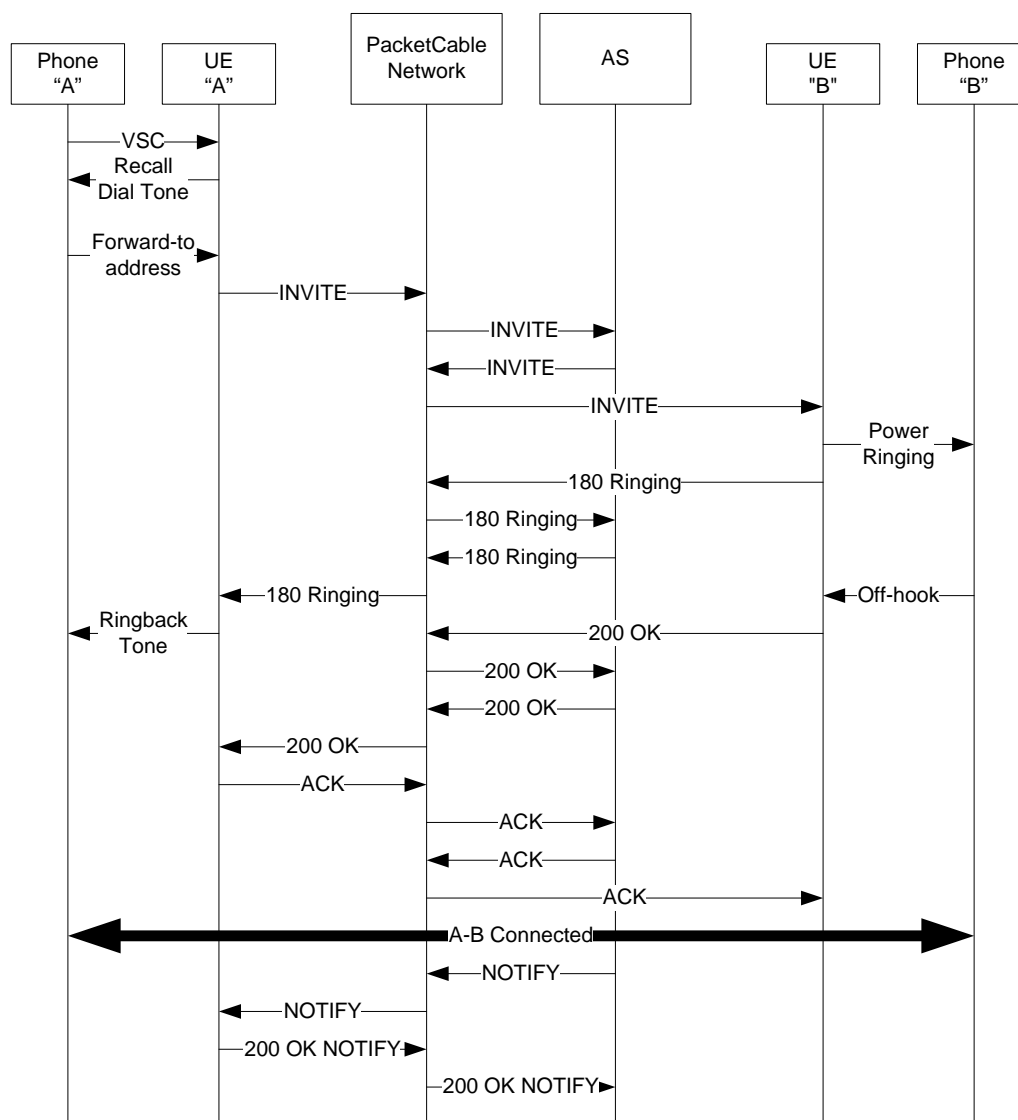 Phone
“A”
UE
“A”
PacketCable
Network
AS
UE
"B"
Phone
“B”
VSC
Recall
Dial Tone
Forward-to
address
INVITE
INVITE
INVITE
INVITE
Power
Ringing
180 Ringing
180 Ringing
180 Ringing
180 Ringing
Off-hook
Ringback
Tone
200 OK
200 OK
200 OK
200 OK
ACK
ACK
ACK
ACK
A-B Connected
NOTIFY
NOTIFY
200 OK NOTIFY
200 OK NOTIFY